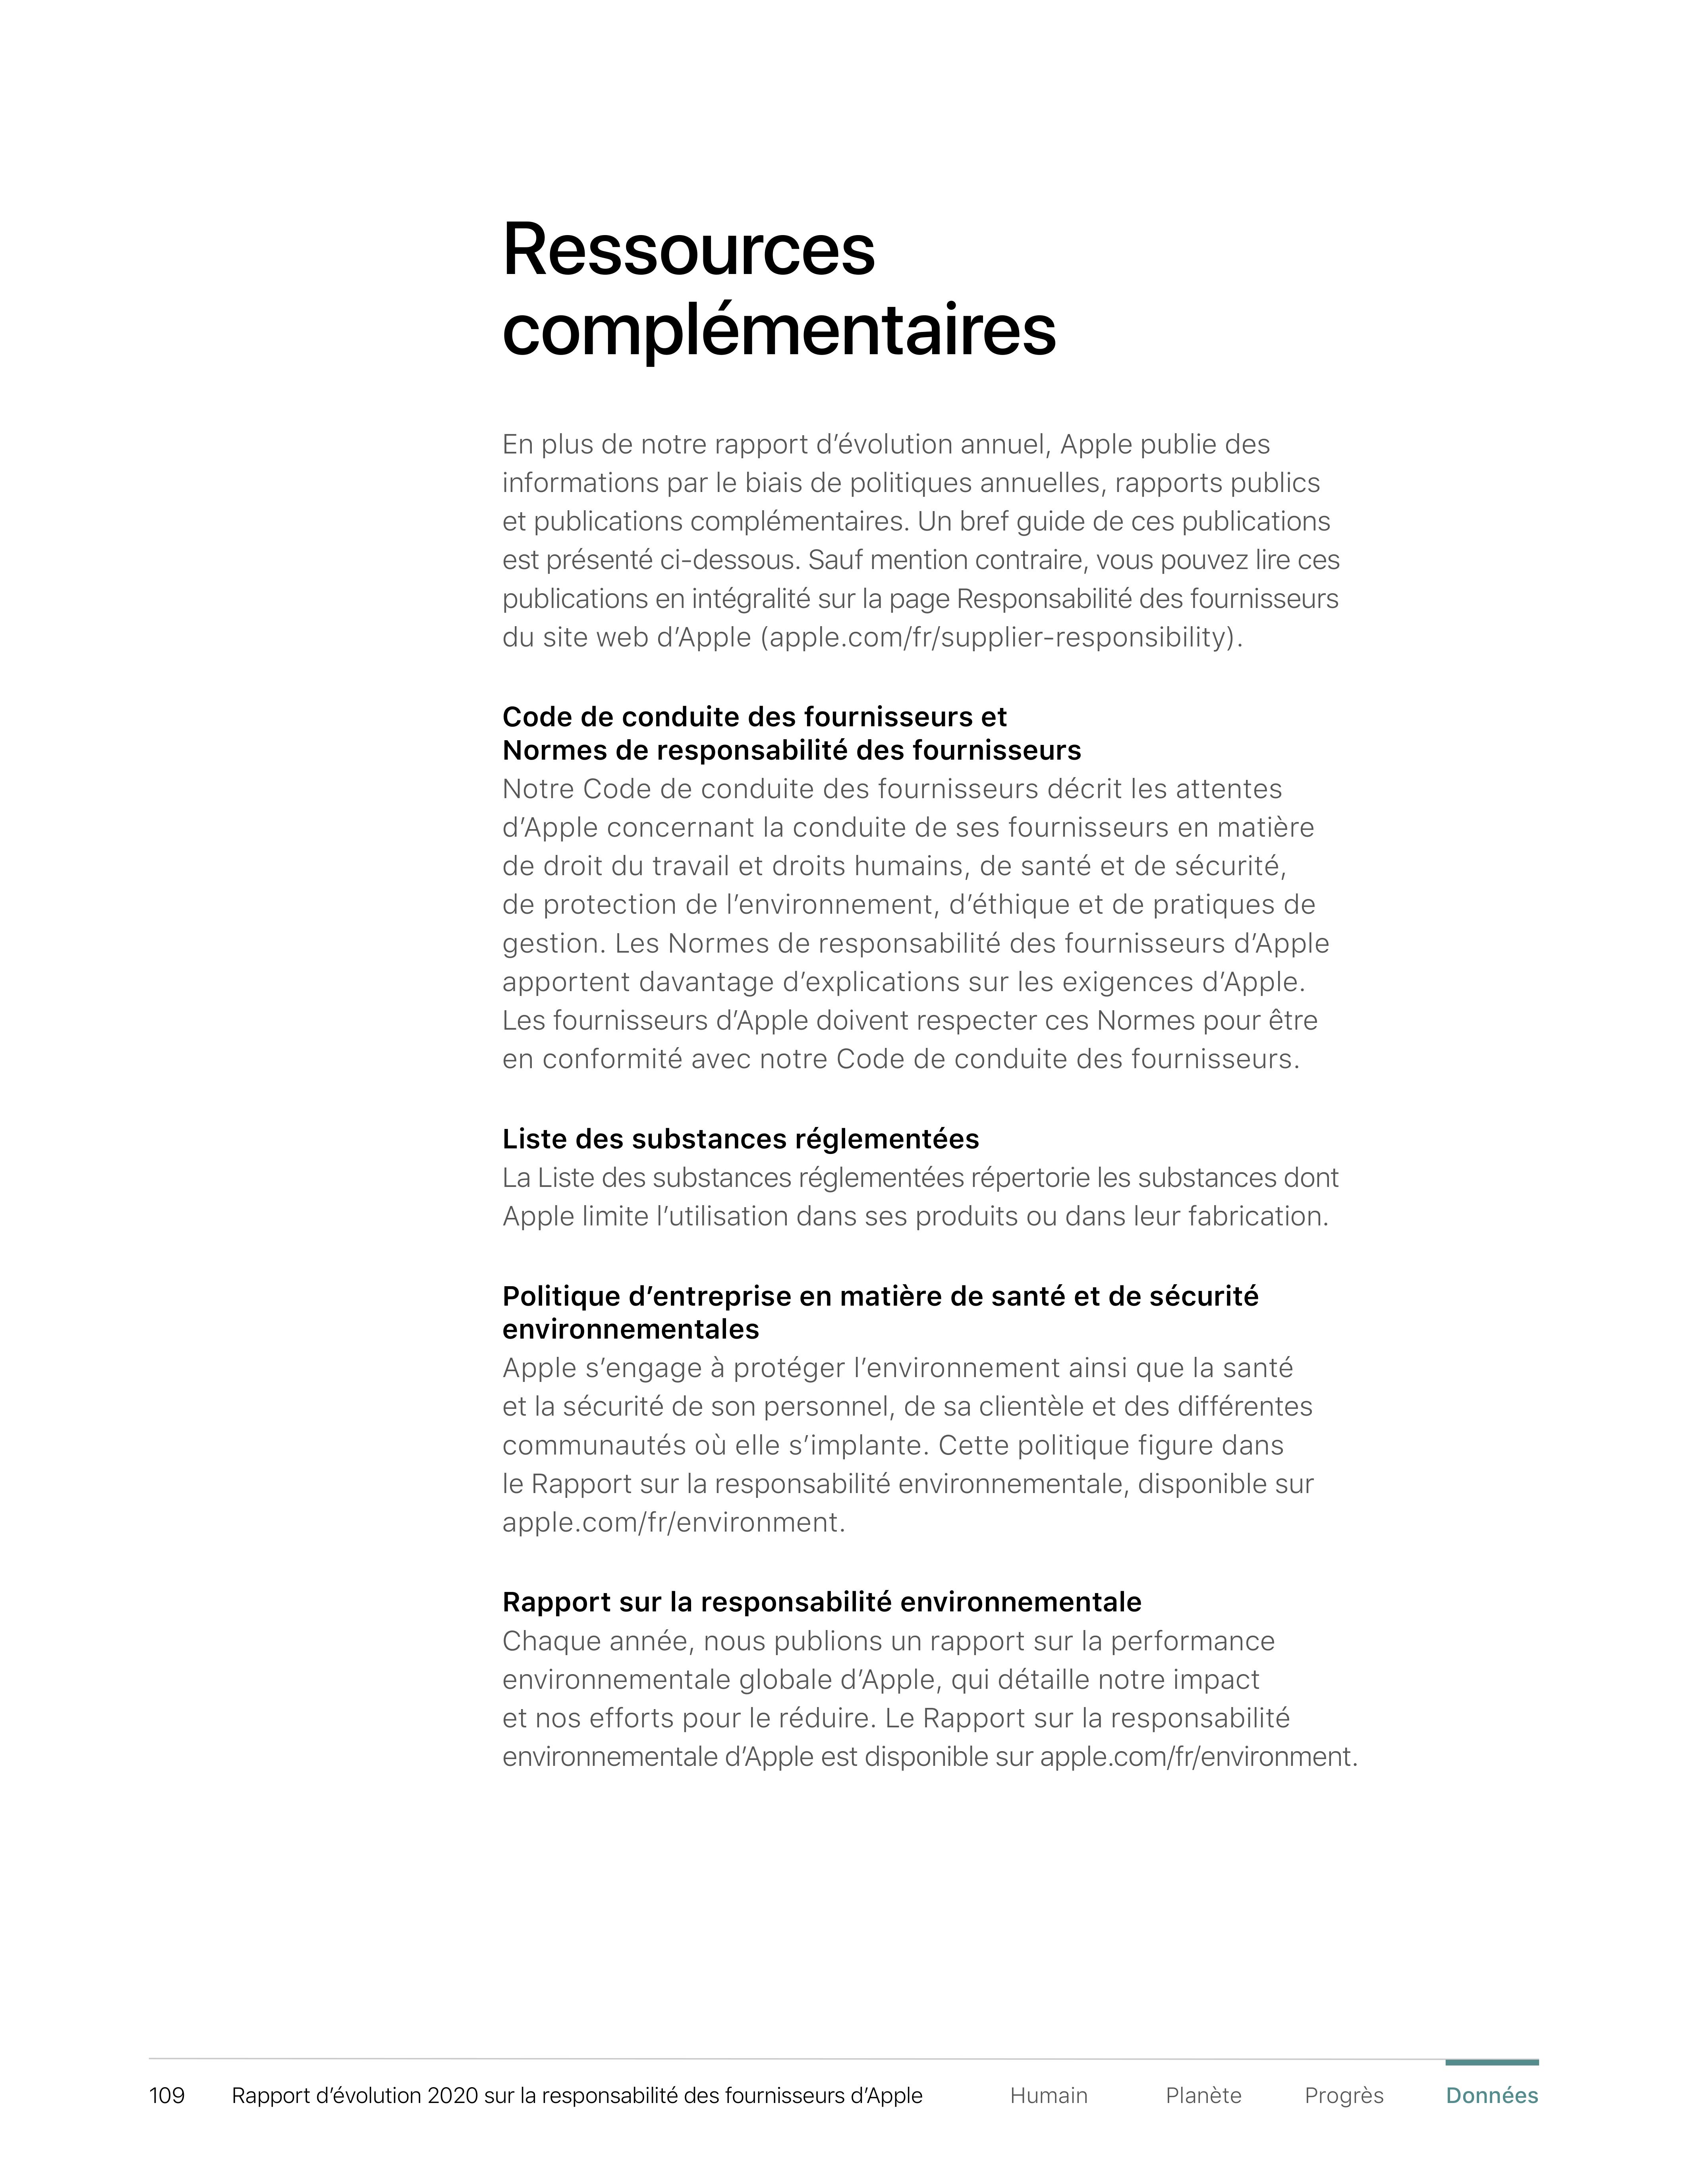 Ressources
complémentaires
En plus de notre rapport d’évolution annuel, Apple publie des
informations par le biais de politiques annuelles, rapports publics
et publications complémentaires. Un bref guide de ces publications
est présenté ci-dessous. Sauf mention contraire, vous pouvez lire ces
publications en intégralité sur la page Responsabilité des fournisseurs
du site web d’Apple (apple.com/fr/supplier-responsibility).
Code de conduite des fournisseurs et
Normes de responsabilité des fournisseurs
Notre Code de conduite des fournisseurs décrit les attentes
d’Apple concernant la conduite de ses fournisseurs en matière
de droit du travail et droits humains, de santé et de sécurité,
de protection de l’environnement, d’éthique et de pratiques de
gestion. Les Normes de responsabilité des fournisseurs d’Apple
apportent davantage d’explications sur les exigences d’Apple.
Les fournisseurs d’Apple doivent respecter ces Normes pour être
en conformité avec notre Code de conduite des fournisseurs.
Liste des substances réglementées
La Liste des substances réglementées répertorie les substances dont
Apple limite l’utilisation dans ses produits ou dans leur fabrication.
Politique d’entreprise en matière de santé et de sécurité
environnementales
Apple s’engage à protéger l’environnement ainsi que la santé
et la sécurité de son personnel, de sa clientèle et des différentes
communautés où elle s’implante. Cette politique figure dans
le Rapport sur la responsabilité environnementale, disponible sur
apple.com/fr/environment.
Rapport sur la responsabilité environnementale
Chaque année, nous publions un rapport sur la performance
environnementale globale d’Apple, qui détaille notre impact
et nos efforts pour le réduire. Le Rapport sur la responsabilité
environnementale d’Apple est disponible sur apple.com/fr/environment.
109 Rapport d’évolution 2020 sur la responsabilité des fournisseurs d’Apple Humain Planète Progrès Données